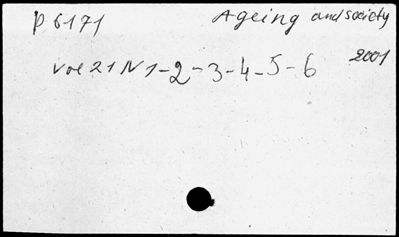 P 6171 Ageing and society
vol 21 N 1-2-3-4-5-6 2001